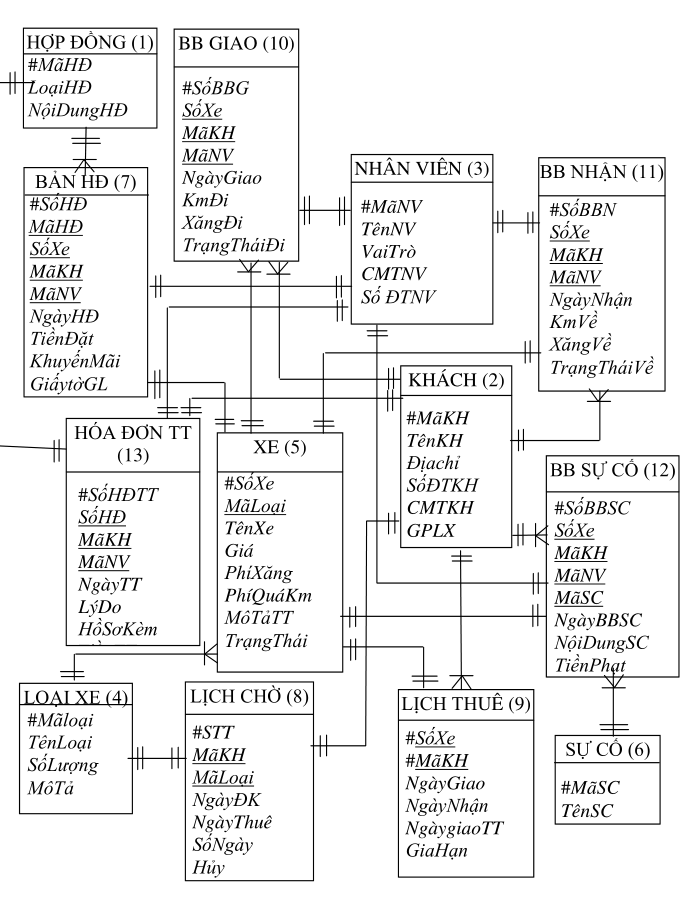 HỢP ĐỒNG (1)
#MãHĐ
LoạiHĐ
NộiDungHĐ
BB GIAO (10)
#SốBBG
SốXe
MãKH
MãNV
NgàyGiao
KmĐi
XăngĐi
TrạngTháiĐi
NHÂN VIÊN (3)
#MãNV
TênNV
VaiTrò
CMTNV
Số ĐTNV
BB NHẬN (11)
#SốBBN
SốXe
MãKH
MãNV
NgàyNhận
KmVề
XăngVề
TrạngTháiVề
BẢN HĐ (7)
#SốHĐ
MãHĐ
SốXe
MãKH
MãNV
NgàyHĐ
TiềnĐặt
KhuyếnMãi
GiấytờGL
KHÁCH (2)
#MãKH
TênKH
Địachỉ
SốĐTKH
CMTKH
GPLX
HÓA ĐƠN TT
(13)
#SốHĐTT
SốHĐ
MãKH
MãNV
NgàyTT
LýDo
HồSơKèm
XE (5)
#SốXe
MãLoại
TênXe
Giá
PhíXăng
PhíQuáKm
MôTảTT
TrạngThái
BB SỰ CỐ (12)
#SốBBSC
SốXe
MãKH
MãNV
MãSC
NgàyBBSC
NộiDungSC
TiềnPhạt
LOẠI XE (4)
#Mãloại
TênLoại
SốLượng
MôTả
LỊCH CHỜ (8)
#STT
MãKH
MãLoại
NgàyĐK
NgàyThuê
SốNgày
Hủy
LỊCH THUÊ (9)
#SốXe
#MãKH
NgàyGiao
NgàyNhận
NgàygiaoTT
GiaHạn
SỰ CỐ (6)
#MãSC
TênSC